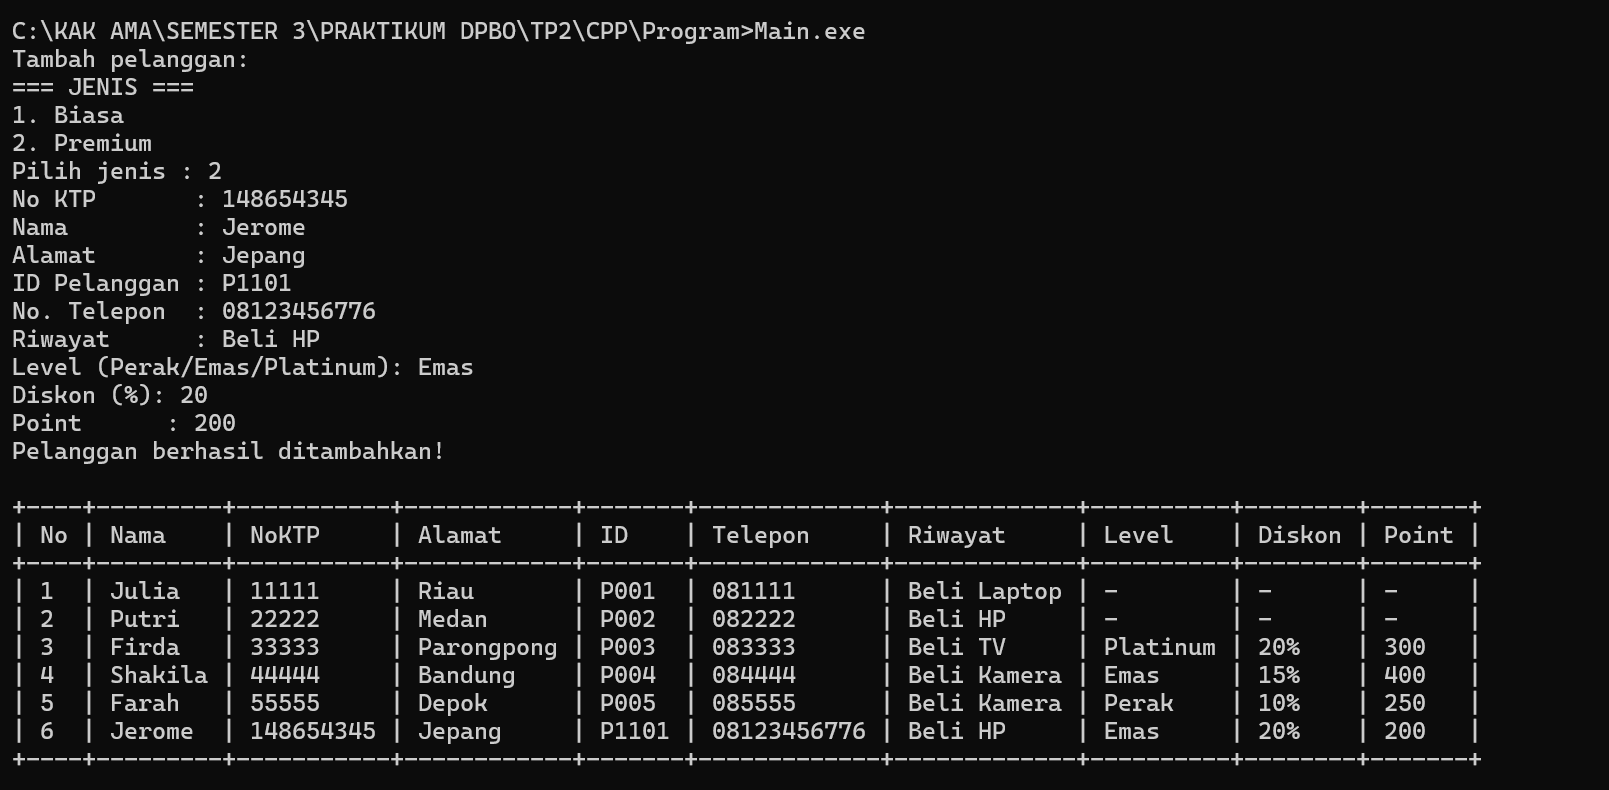 C:\KAK AMA\SEMESTER 3\PRAKTIKUM DPBO\TP2\CPP\Program>Main.exe
Tambah pelanggan:
=== JENIS ===
1. Biasa
2. Premium
Pilih jenis : 2
No KTP       : 148654345
Nama         : Jerome
Alamat       : Jepang
ID Pelanggan : P1101
No. Telepon  : 08123456776
Riwayat      : Beli HP
Level (Perak/Emas/Platinum): Emas
Diskon (%): 20
Point      : 200
Pelanggan berhasil ditambahkan!

+----+---------+-----------+------------+-------+-------------+-------------+----------+--------+-------+
| No | Nama    | NoKTP     | Alamat     | ID    | Telepon     | Riwayat     | Level    | Diskon | Point |
+----+---------+-----------+------------+-------+-------------+-------------+----------+--------+-------+
| 1  | Julia   | 11111     | Riau       | P001  | 081111      | Beli Laptop | -        | -      | -     |
| 2  | Putri   | 22222     | Medan      | P002  | 082222      | Beli HP     | -        | -      | -     |
| 3  | Firda   | 33333     | Parongpong | P003  | 083333      | Beli TV     | Platinum | 20%    | 300   |
| 4  | Shakila | 44444     | Bandung    | P004  | 084444      | Beli Kamera | Emas     | 15%    | 400   |
| 5  | Farah   | 55555     | Depok      | P005  | 085555      | Beli Kamera | Perak    | 10%    | 250   |
| 6  | Jerome  | 148654345 | Jepang     | P1101 | 08123456776 | Beli HP     | Emas     | 20%    | 200   |
+----+---------+-----------+------------+-------+-------------+-------------+----------+--------+-------+